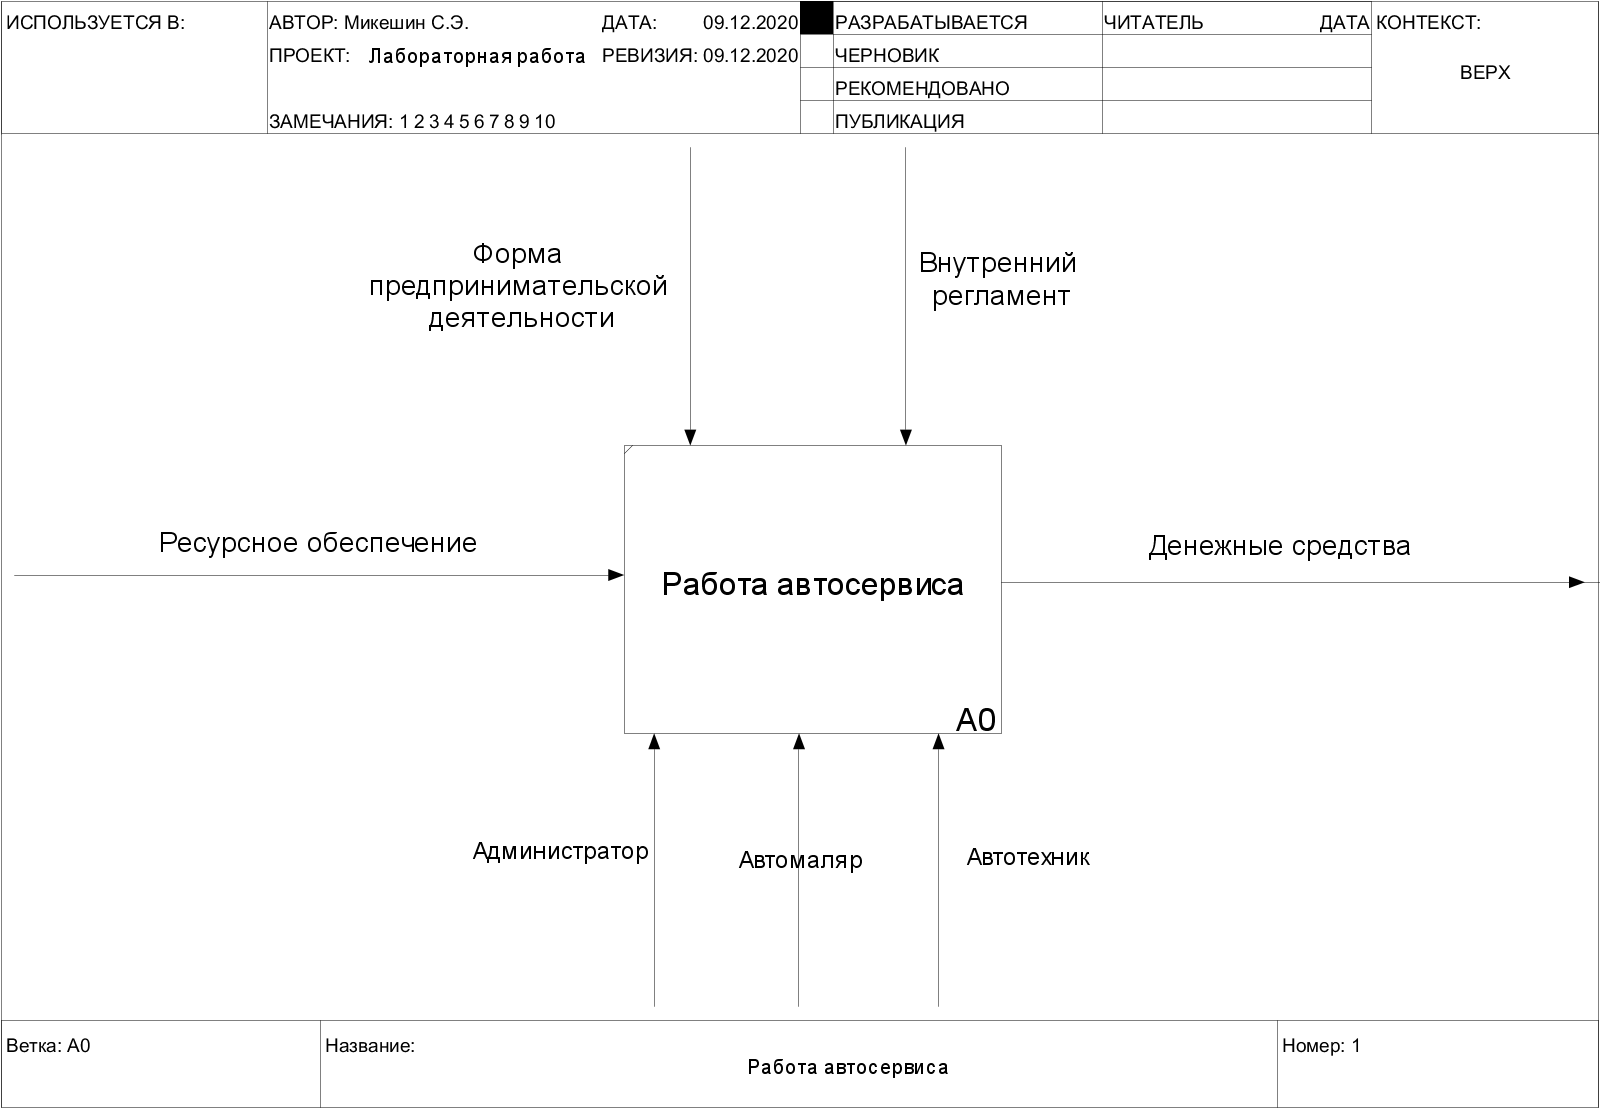 ИСПОЛЬЗУЕТСЯ В:
АВТОР: Микешин С.Э.
ДАТА: 09.12.2020
ПРОЕКТ: Лабораторная работа
РЕВИЗИЯ: 09.12.2020
ЗАМЕЧАНИЯ: 1 2 3 4 5 6 7 8 9 10
РАЗРАБАТЫВАЕТСЯ
ЧЕРНОВИК
РЕКОМЕНДОВАНО
ПУБЛИКАЦИЯ
ЧИТАТЕЛЬ ДАТА
КОНТЕКСТ:
ВЕРХ
Форма
предпринимательской
деятельности
Внутренний
регламент
Ресурсное обеспечение
Работа автосервиса
A0
Денежные средства
Администратор
Автомаляр
Автотехник
Ветка: A0
Название:
Работа автосервиса
Номер: 1